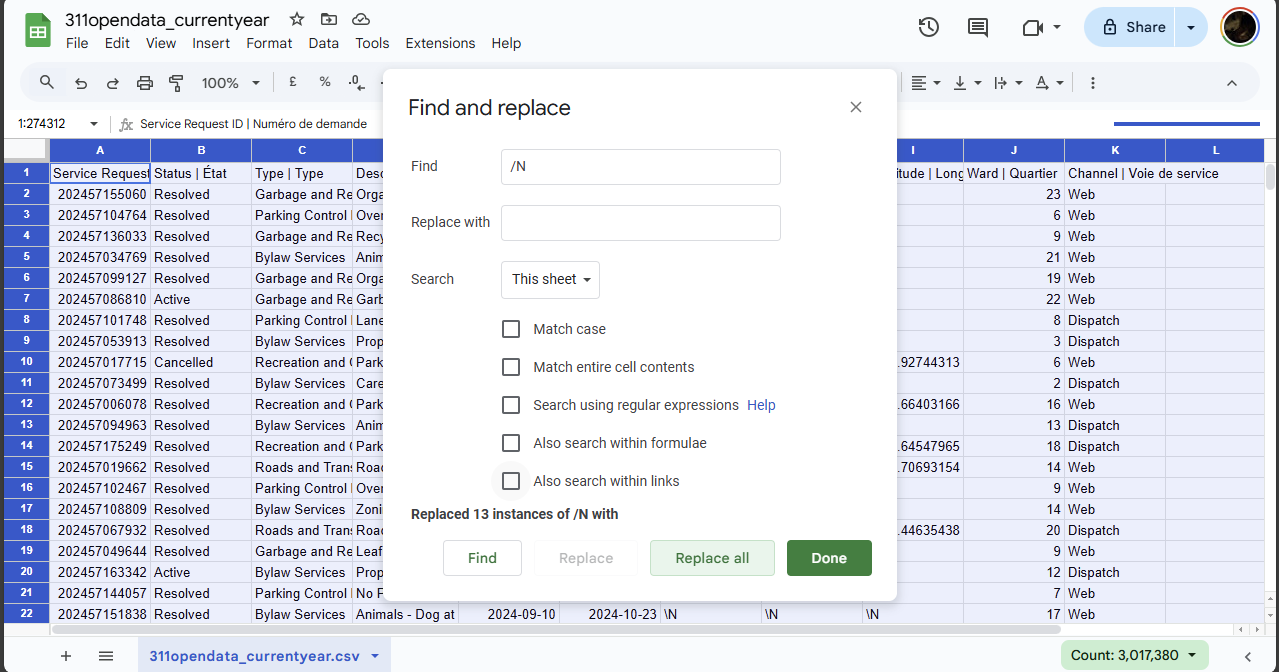 311opendata_currentyear
File Edit View Insert Format Data Tools Extensions Help
Share
100% £ % .0
1:274312 fx Service Request ID | Numéro de demande
A B C I J K L
1 Service Request Status | État Type | Type Desc itude | Long Ward | Quartier Channel | Voie de service
2 202457155060 Resolved Garbage and Re Orga 23 Web
3 202457104764 Resolved Parking Control Over 6 Web
4 202457136033 Resolved Garbage and Re Recy 9 Web
5 202457034769 Resolved Bylaw Services Anim 21 Web
6 202457099127 Resolved Garbage and Re Orga 19 Web
7 202457086810 Active Garbage and Re Garb 22 Web
8 202457101748 Resolved Parking Control Lane 8 Dispatch
9 202457053913 Resolved Bylaw Services Prop 3 Dispatch
10 202457017715 Cancelled Recreation and C Park .92744313 6 Web
11 202457073499 Resolved Bylaw Services Care 2 Dispatch
12 202457006078 Resolved Recreation and C Park .66403166 16 Web
13 202457094963 Resolved Bylaw Services Anim 13 Dispatch
14 202457175249 Resolved Recreation and C Park .64547965 18 Dispatch
15 202457019662 Resolved Roads and Trans Road .70693154 14 Web
16 202457102467 Resolved Parking Control Over 9 Web
17 202457108809 Resolved Bylaw Services Zoni 14 Web
18 202457067932 Resolved Roads and Trans Road .44635438 20 Dispatch
19 202457049644 Resolved Garbage and Re Leaf 9 Web
20 202457163342 Active Bylaw Services Prop 12 Dispatch
21 202457144057 Resolved Parking Control No P 7 Web
22 202457151838 Resolved Bylaw Services Animals - Dog at 2024-09-10 2024-10-23 \N \N \N 17 Web
Find and replace
Find /N
Replace with
Search This sheet
Match case
Match entire cell contents
Search using regular expressions Help
Also search within formulae
Also search within links
Replaced 13 instances of /N with
Find Replace Replace all Done
311opendata_currentyear.csv
Count: 3,017,380